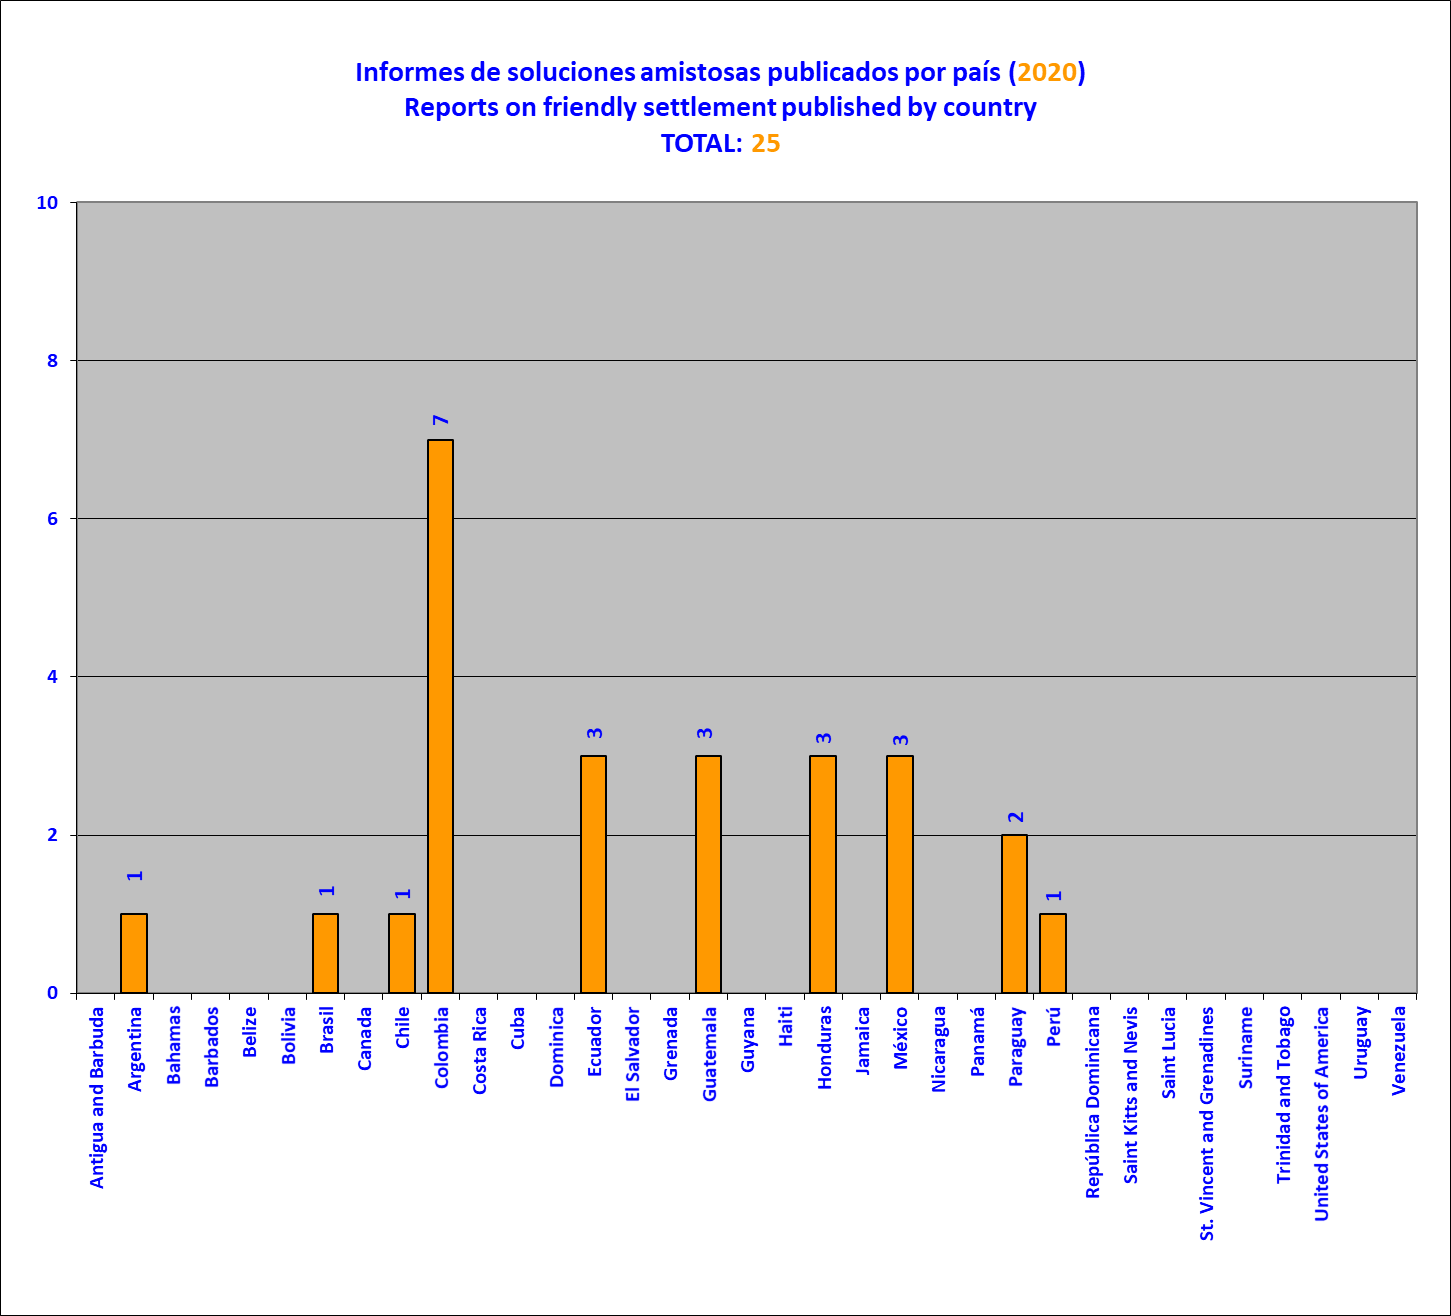 Informes de soluciones amistosas publicados por país (2020)
Reports on friendly settlement published by country
TOTAL: 25
10
8
6
4
2
0
1
1
1
7
3
3
3
3
2
1
Antigua and Barbuda
Argentina
Bahamas
Barbados
Belize
Bolivia
Brasil
Canada
Chile
Colombia
Costa Rica
Cuba
Dominica
Ecuador
El Salvador
Grenada
Guatemala
Guyana
Haiti
Honduras
Jamaica
México
Nicaragua
Panamá
Paraguay
Perú
República Dominicana
Saint Kitts and Nevis
Saint Lucia
St. Vincent and Grenadines
Suriname
Trinidad and Tobago
United States of America
Uruguay
Venezuela